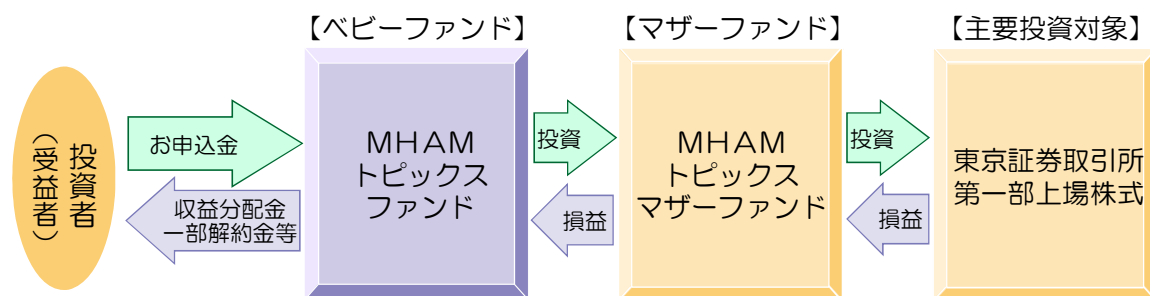 【ベビーファンド】
【マザーファンド】
【主要投資対象】
投資者
（受益者）
お申込金
収益分配金
一部解約金等
ＭＨＡＭ
トピックス
ファンド
投資
損益
ＭＨＡＭ
トピックス
マザーファンド
投資
損益
東京証券取引所
第一部上場株式